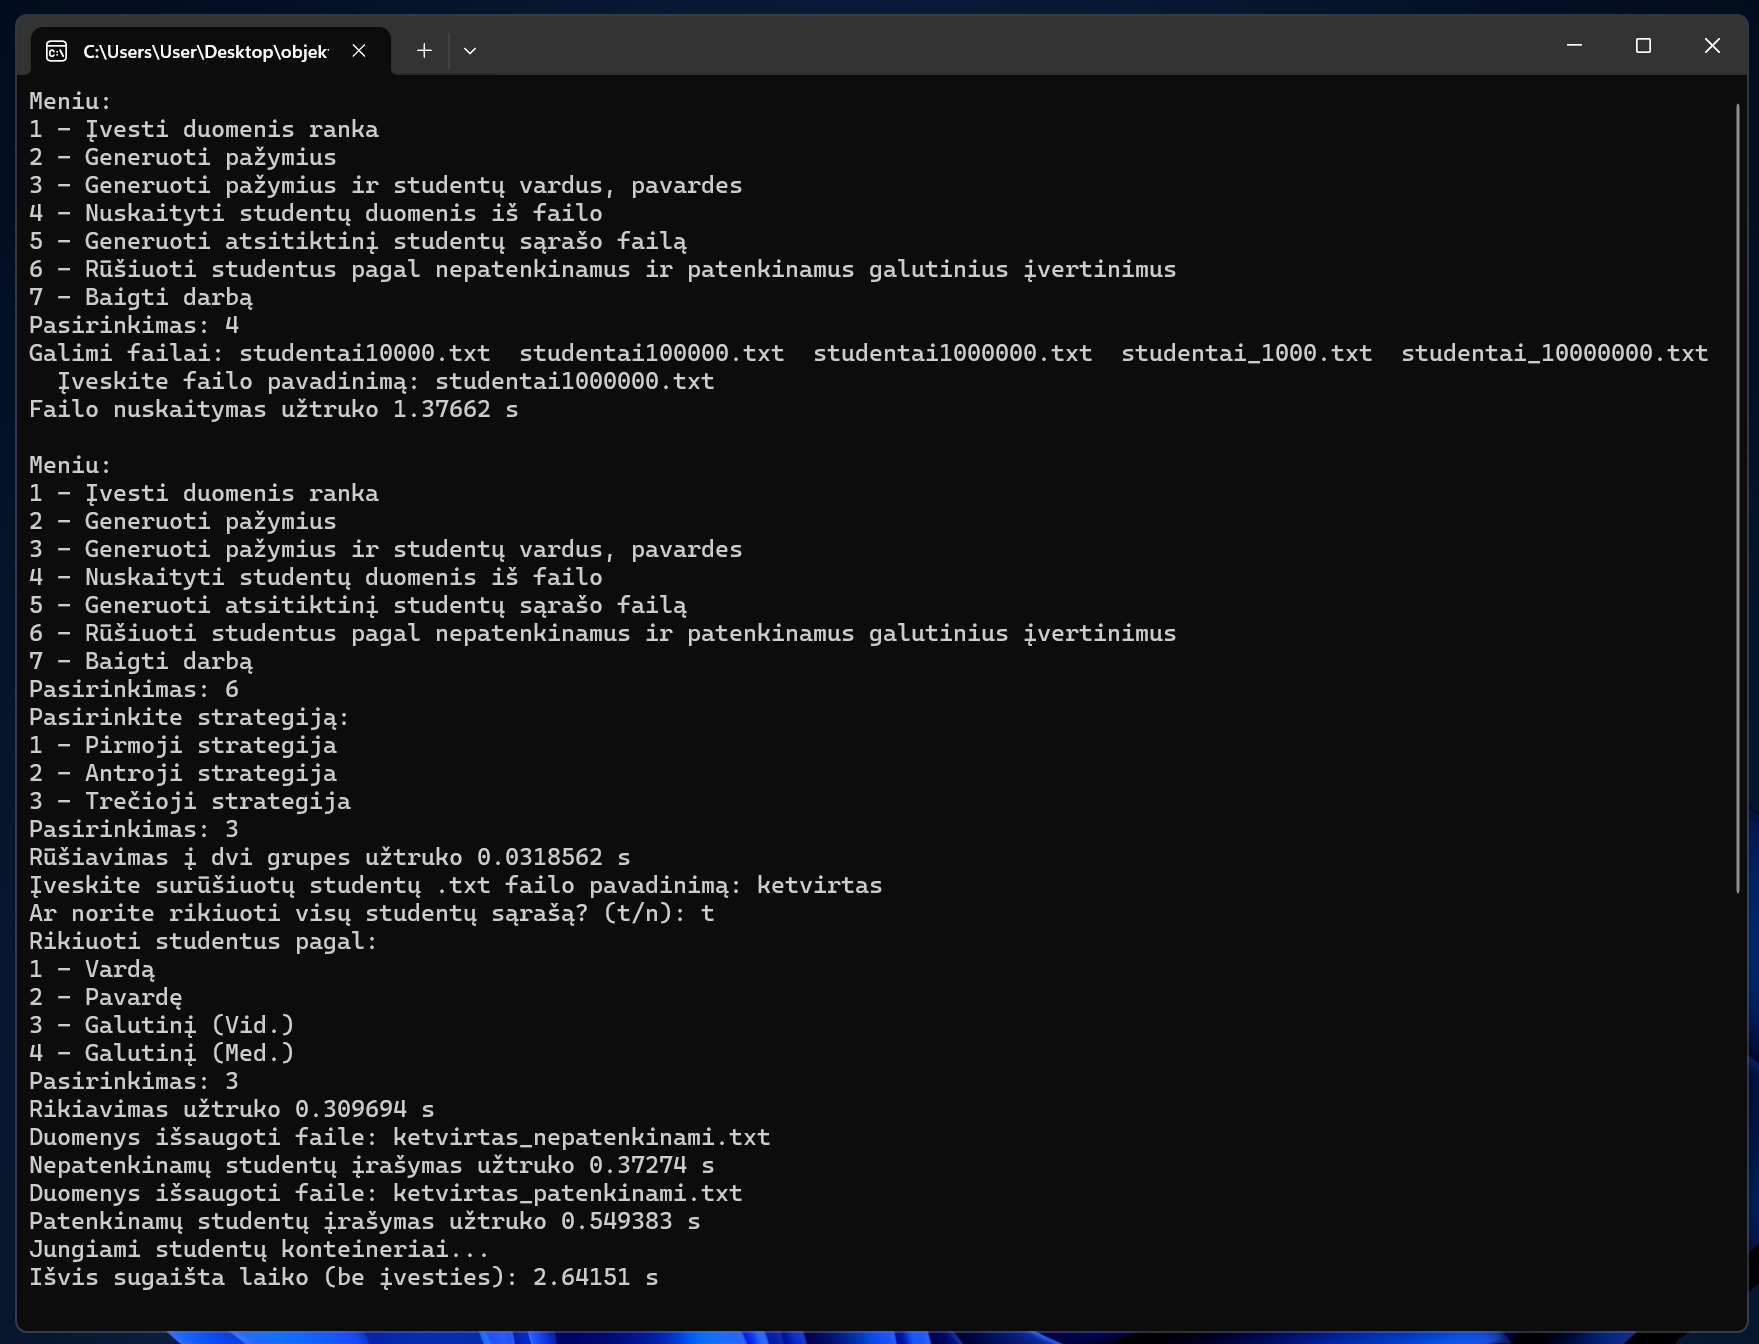 C:\Users\User\Desktop\objek
Meniu:
1 - Įvesti duomenis ranka
2 - Generuoti pažymius
3 - Generuoti pažymius ir studentų vardus, pavardes
4 - Nuskaityti studentų duomenis iš failo
5 - Generuoti atsitiktinį studentų sąrašo failą
6 - Rūšiuoti studentus pagal nepatenkinamus ir patenkinamus galutinius įvertinimus
7 - Baigti darbą
Pasirinkimas: 4
Galimi failai: studentai10000.txt  studentai100000.txt  studentai1000000.txt  studentai_1000.txt  studentai_10000000.txt
Įveskite failo pavadinimą: studentai1000000.txt
Failo nuskaitymas užtruko 1.37662 s
Meniu:
1 - Įvesti duomenis ranka
2 - Generuoti pažymius
3 - Generuoti pažymius ir studentų vardus, pavardes
4 - Nuskaityti studentų duomenis iš failo
5 - Generuoti atsitiktinį studentų sąrašo failą
6 - Rūšiuoti studentus pagal nepatenkinamus ir patenkinamus galutinius įvertinimus
7 - Baigti darbą
Pasirinkimas: 6
Pasirinkite strategiją:
1 - Pirmoji strategija
2 - Antroji strategija
3 - Trečioji strategija
Pasirinkimas: 3
Rūšiavimas į dvi grupes užtruko 0.0318562 s
Įveskite surūšiuotų studentų .txt failo pavadinimą: ketvirtas
Ar norite rikiuoti visų studentų sąrašą? (t/n): t
Rikiuoti studentus pagal:
1 - Vardą
2 - Pavardę
3 - Galutinį (Vid.)
4 - Galutinį (Med.)
Pasirinkimas: 3
Rikiavimas užtruko 0.309694 s
Duomenys išsaugoti faile: ketvirtas_nepatenkinami.txt
Nepatenkinamų studentų įrašymas užtruko 0.37274 s
Duomenys išsaugoti faile: ketvirtas_patenkinami.txt
Patenkinamų studentų įrašymas užtruko 0.549383 s
Jungiami studentų konteineriai...
Išvis sugaišta laiko (be įvesties): 2.64151 s